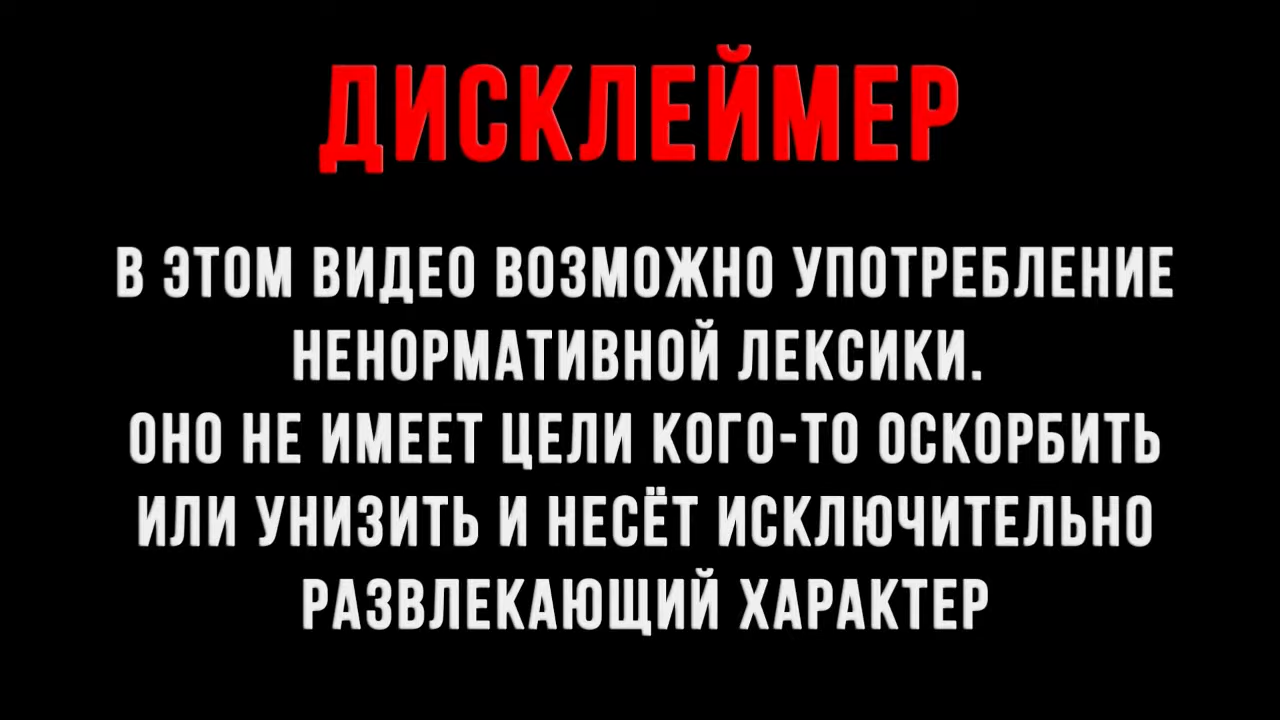 ДИСКЛЕЙМЕР
В ЭТОМ ВИДЕО ВОЗМОЖНО УПОТРЕБЛЕНИЕ
НЕНОРМАТИВНОЙ ЛЕКСИКИ.
ОНО НЕ ИМЕЕТ ЦЕЛИ КОГО-ТО ОСКОРБИТЬ
ИЛИ УНИЗИТЬ И НЕСЁТ ИСКЛЮЧИТЕЛЬНО
РАЗВЛЕКАЮЩИЙ ХАРАКТЕР